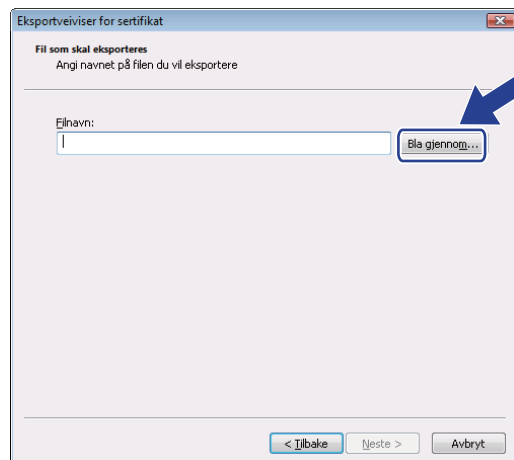 Eksportveiviser for sertifikat
Fil som skal eksporteres
Angi navnet på filen du vil eksportere
Filnavn:
Bla gjennom...
< Tilbake Neste > Avbryt